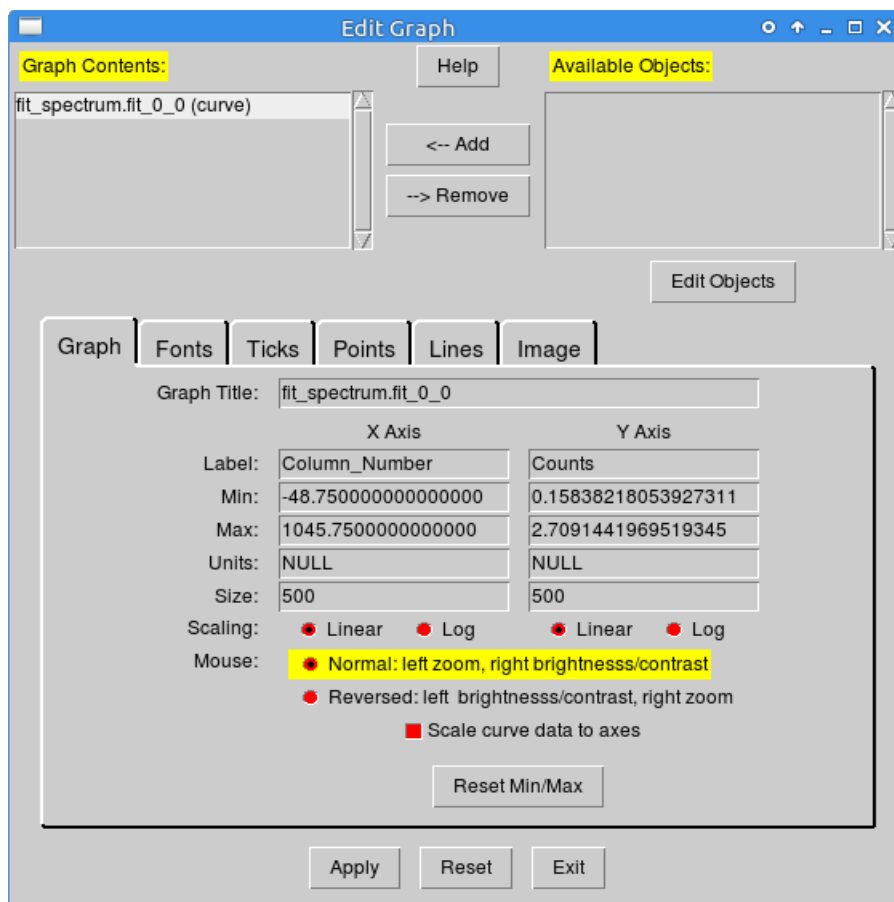 Edit Graph
Graph Contents:
Help
Available Objects:
fit_spectrum.fit_0_0 (curve)
<-- Add
--> Remove
Edit Objects
Graph Fonts Ticks Points Lines Image
Graph Title: fit_spectrum.fit_0_0
X Axis Y Axis
Label: Column_Number Counts
Min: -48.750000000000000 0.15838218053927311
Max: 1045.7500000000000 2.7091441969519345
Units: NULL NULL
Size: 500 500
Scaling: Linear Log Linear Log
Mouse: Normal: left zoom, right brightnesss/contrast
Reversed: left brightnesss/contrast, right zoom
Scale curve data to axes
Reset Min/Max
Apply Reset Exit